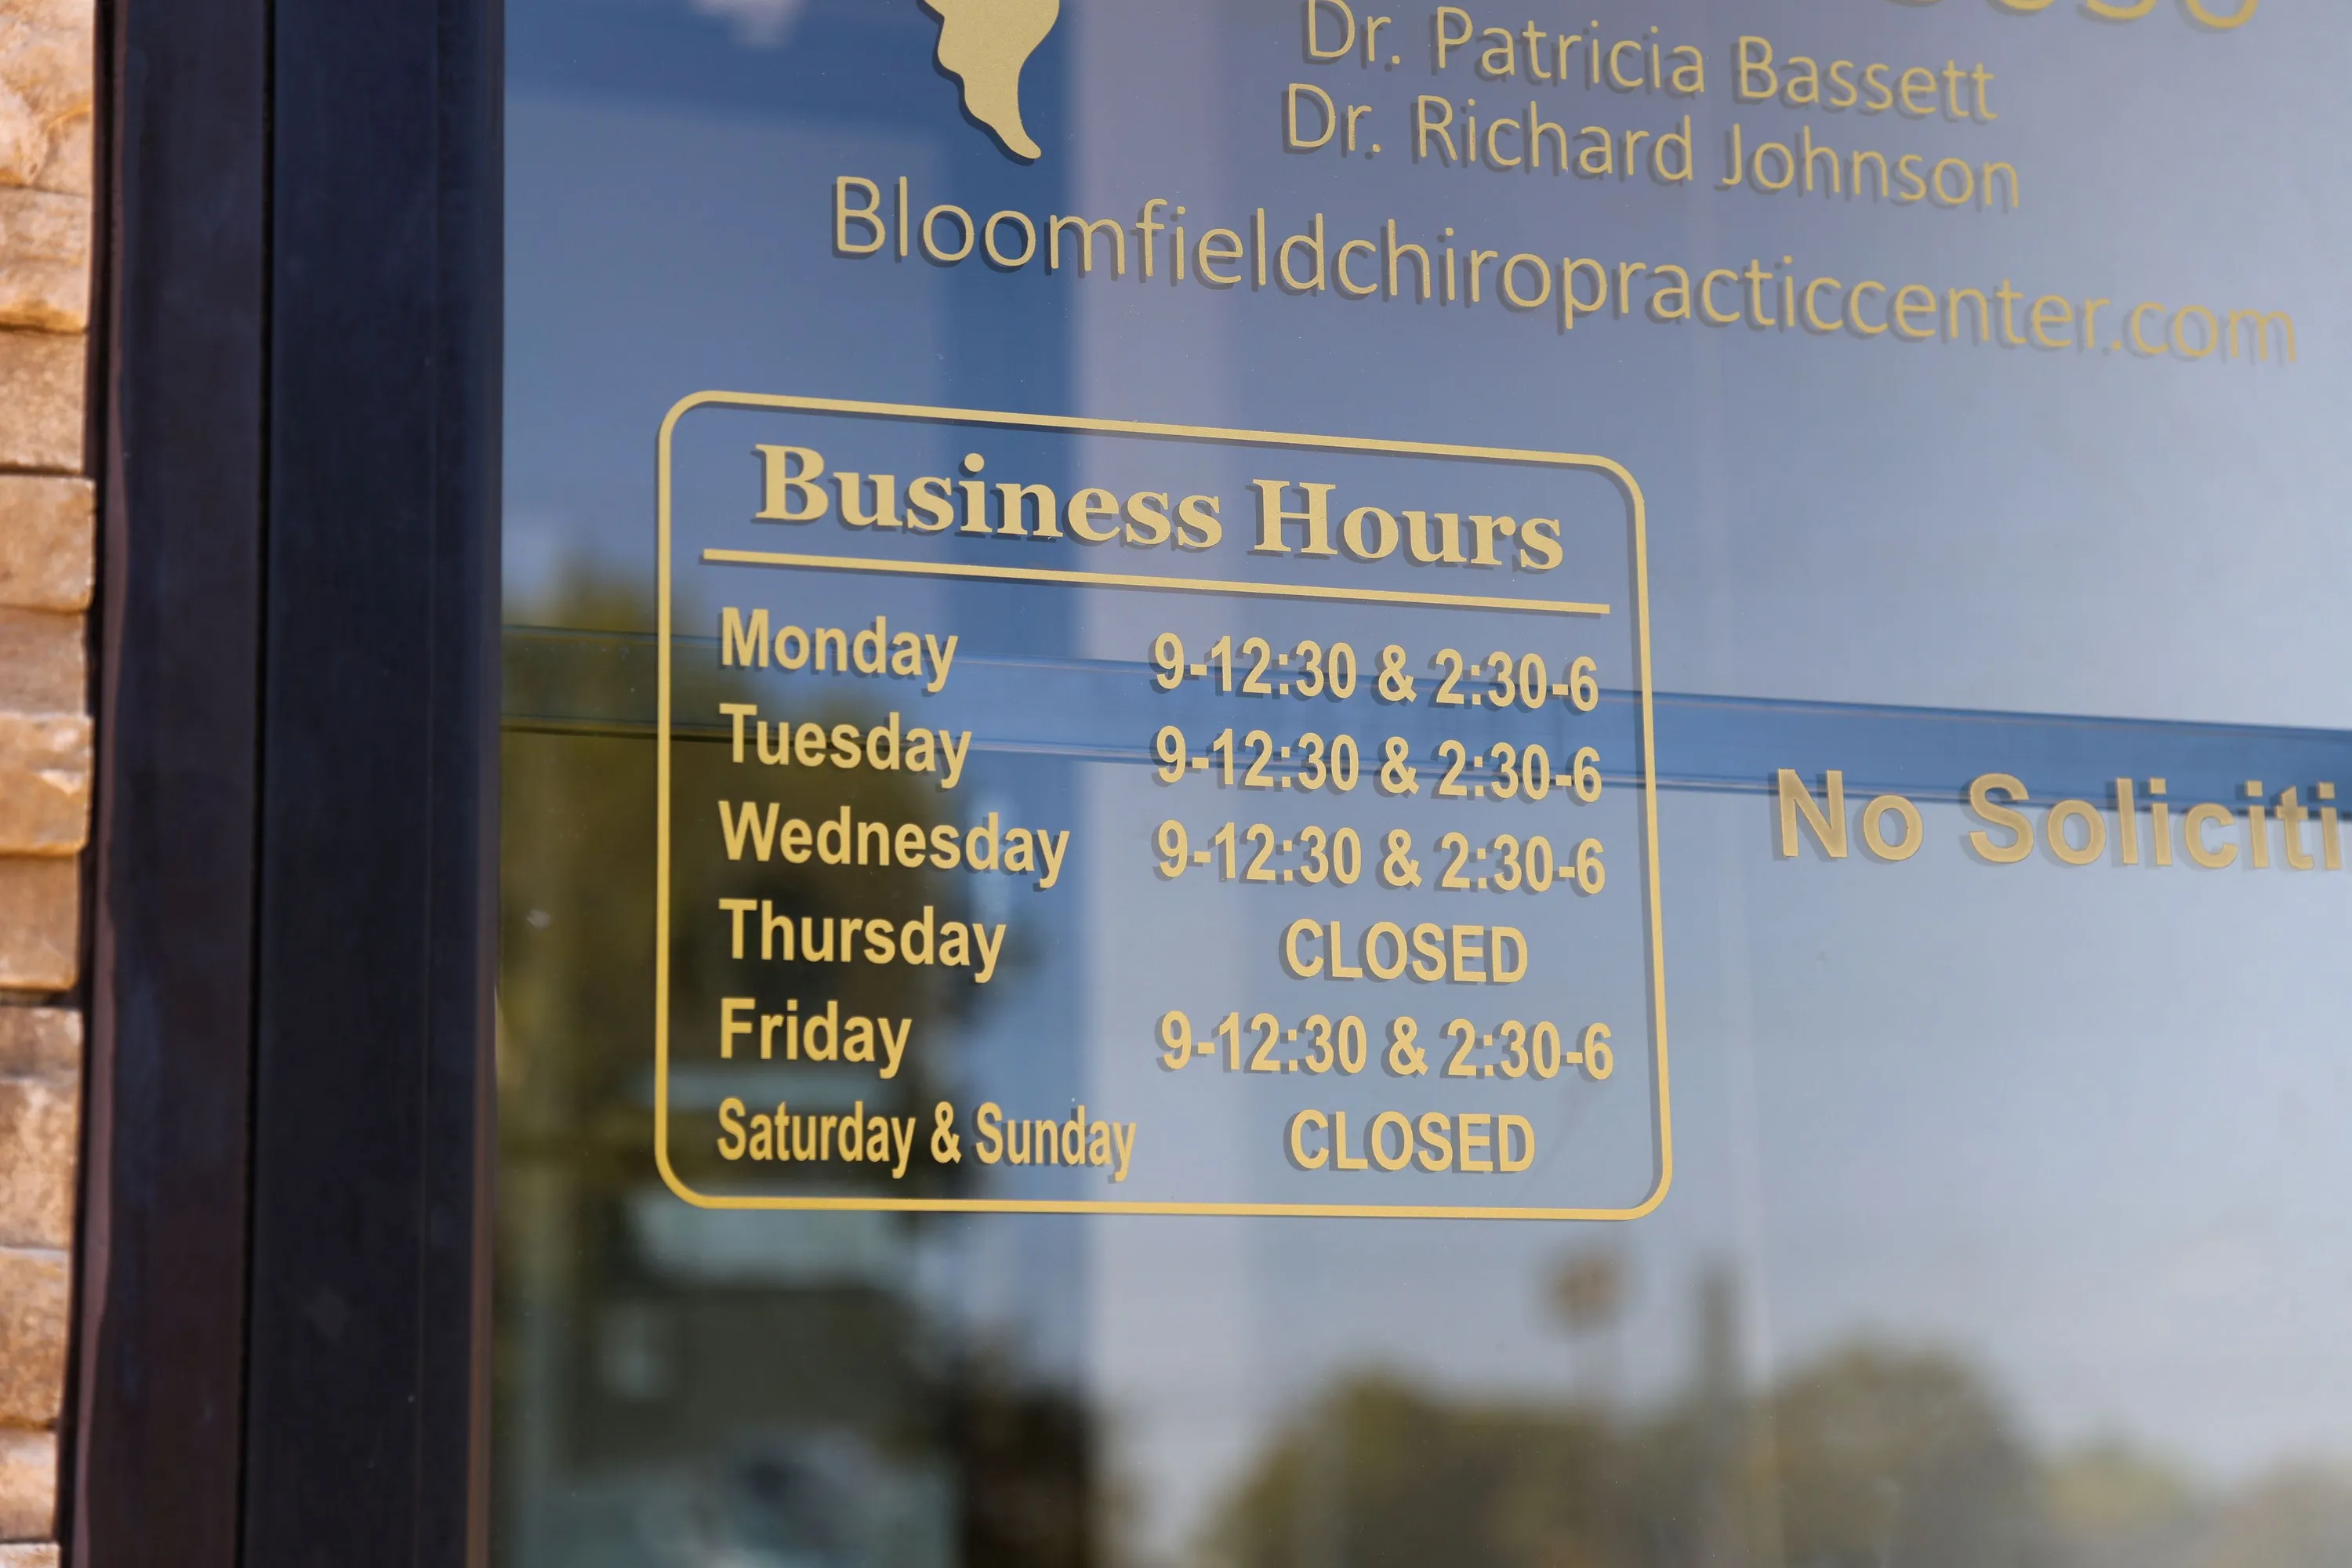 Dr. Patricia Bassett
Dr. Richard Johnson
Bloomfieldchiropracticcenter.com
Business Hours
Monday 9-12:30 & 2:30-6
Tuesday 9-12:30 & 2:30-6
Wednesday 9-12:30 & 2:30-6
Thursday CLOSED
Friday 9-12:30 & 2:30-6
Saturday & Sunday CLOSED
No Soliciti